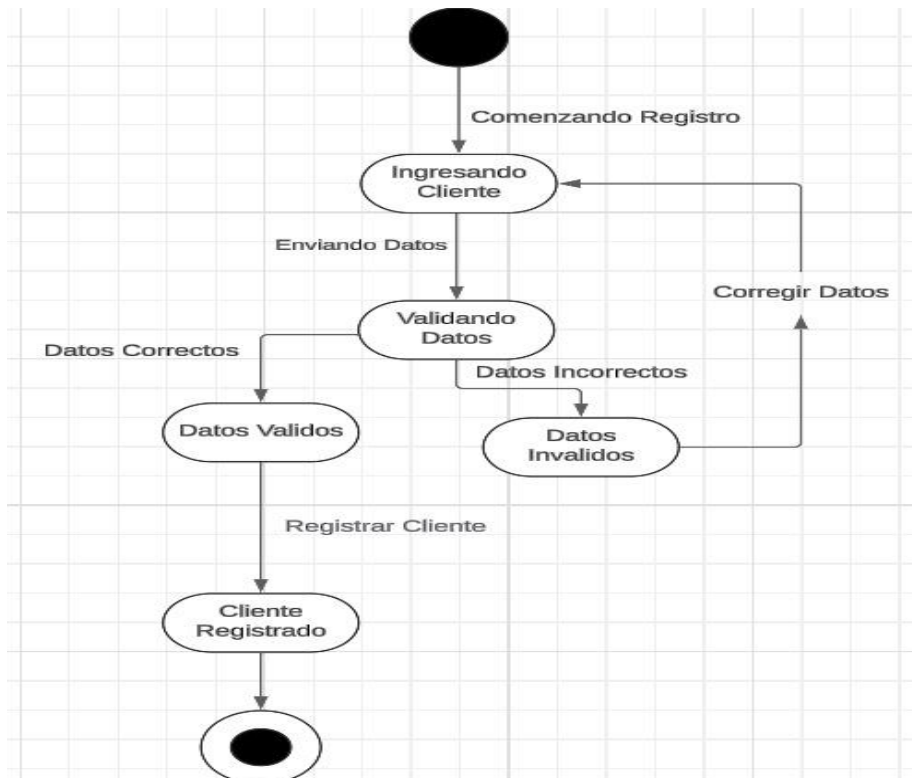 Comenzando Registro
Ingresando
Cliente
Enviando Datos
Corregir Datos
Validando
Datos
Datos Correctos
Datos Incorrectos
Datos Validos
Datos
Invalidos
Registrar Cliente
Cliente
Registrado